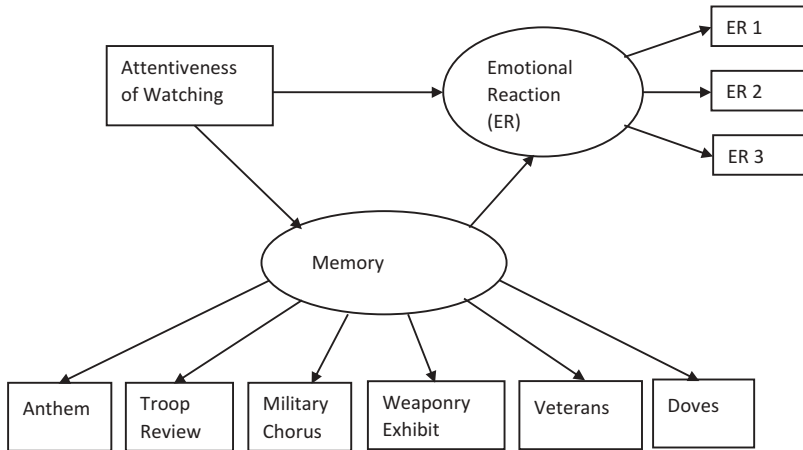 Attentiveness
of Watching
Emotional
Reaction
(ER)
ER 1
ER 2
ER 3
Memory
Anthem
Troop
Review
Military
Chorus
Weaponry
Exhibit
Veterans
Doves